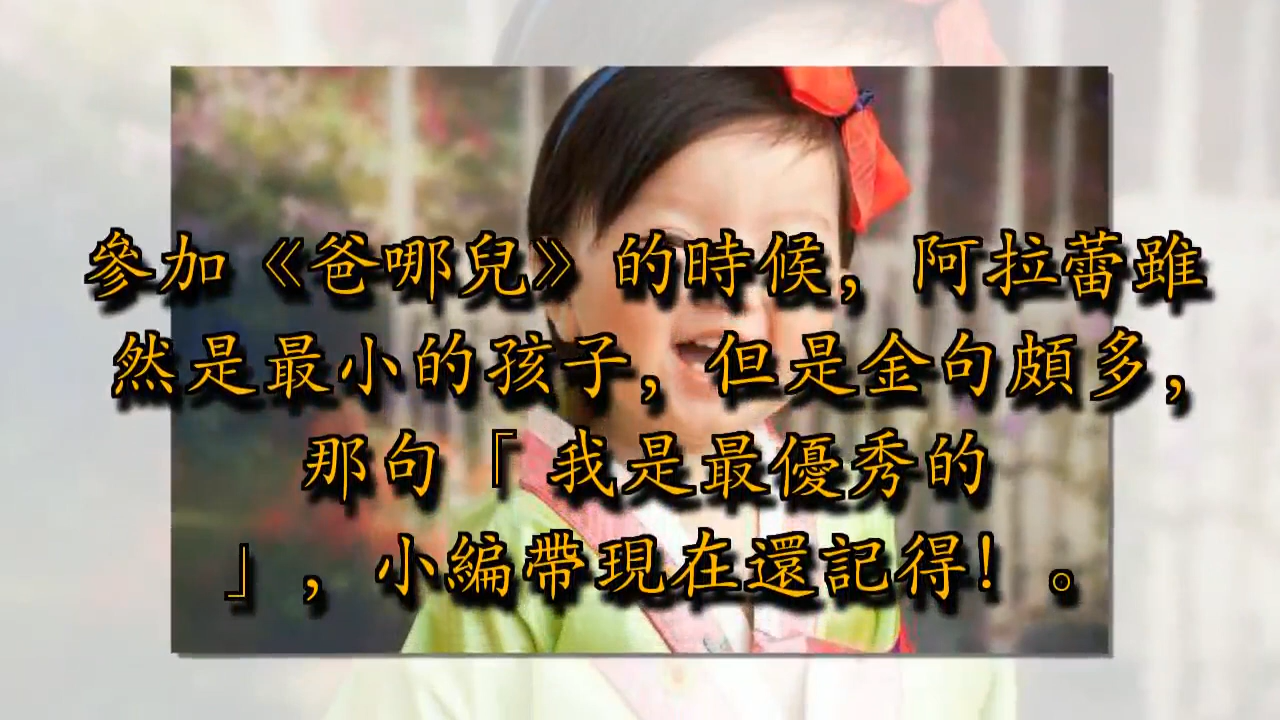 參加《爸哪兒》的時候，阿拉蕾雖
然是最小的孩子，但是金句頗多，
那句「 我是最優秀的
」，小編帶現在還記得！。